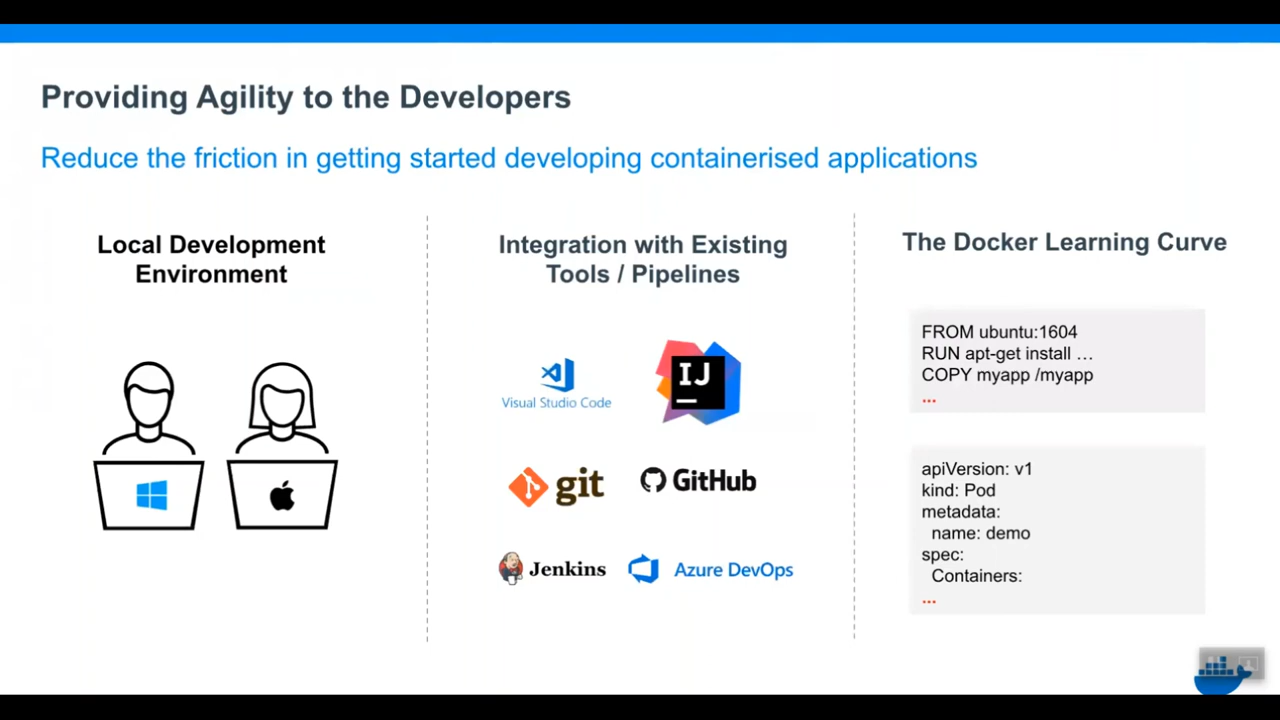 Providing Agility to the Developers
Reduce the friction in getting started developing containerised applications
Local Development
Environment
Integration with Existing
Tools / Pipelines
Visual Studio Code
IJ
git
GitHub
Jenkins
Azure DevOps
The Docker Learning Curve
FROM ubuntu:1604
RUN apt-get install …
COPY myapp /myapp
...
apiVersion: v1
kind: Pod
metadata:
  name: demo
spec:
  Containers:
...